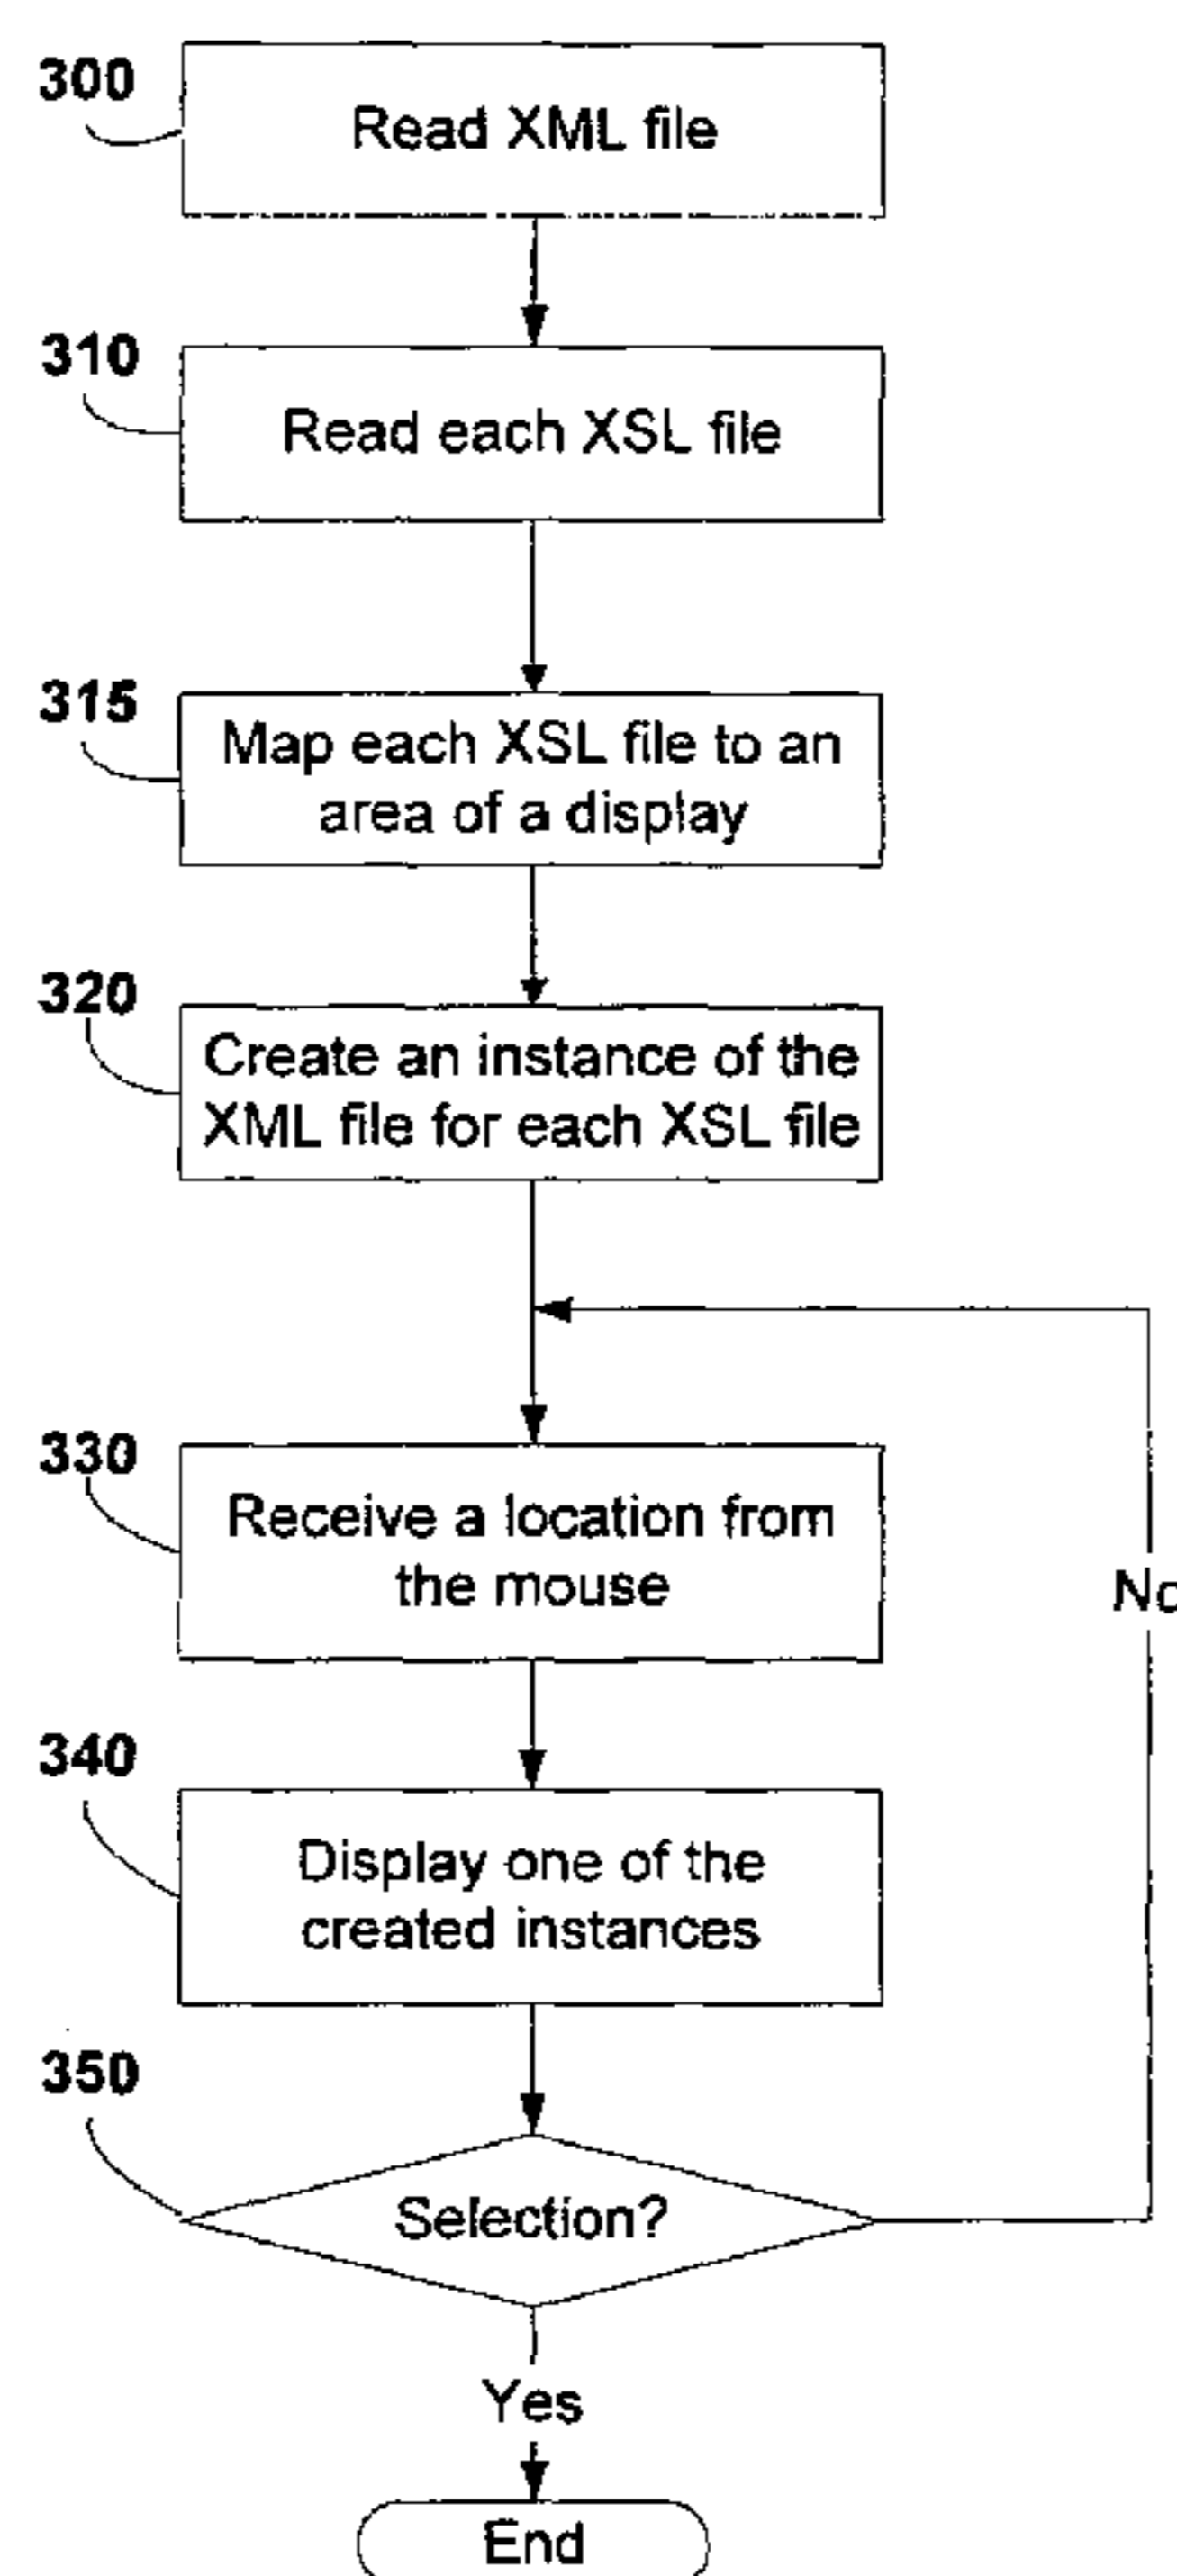 300
Read XML file
310
Read each XSL file
315
Map each XSL file to an
area of a display
320
Create an instance of the
XML file for each XSL file
330
Receive a location from
the mouse
No
340
Display one of the
created instances
350
Selection?
Yes
End